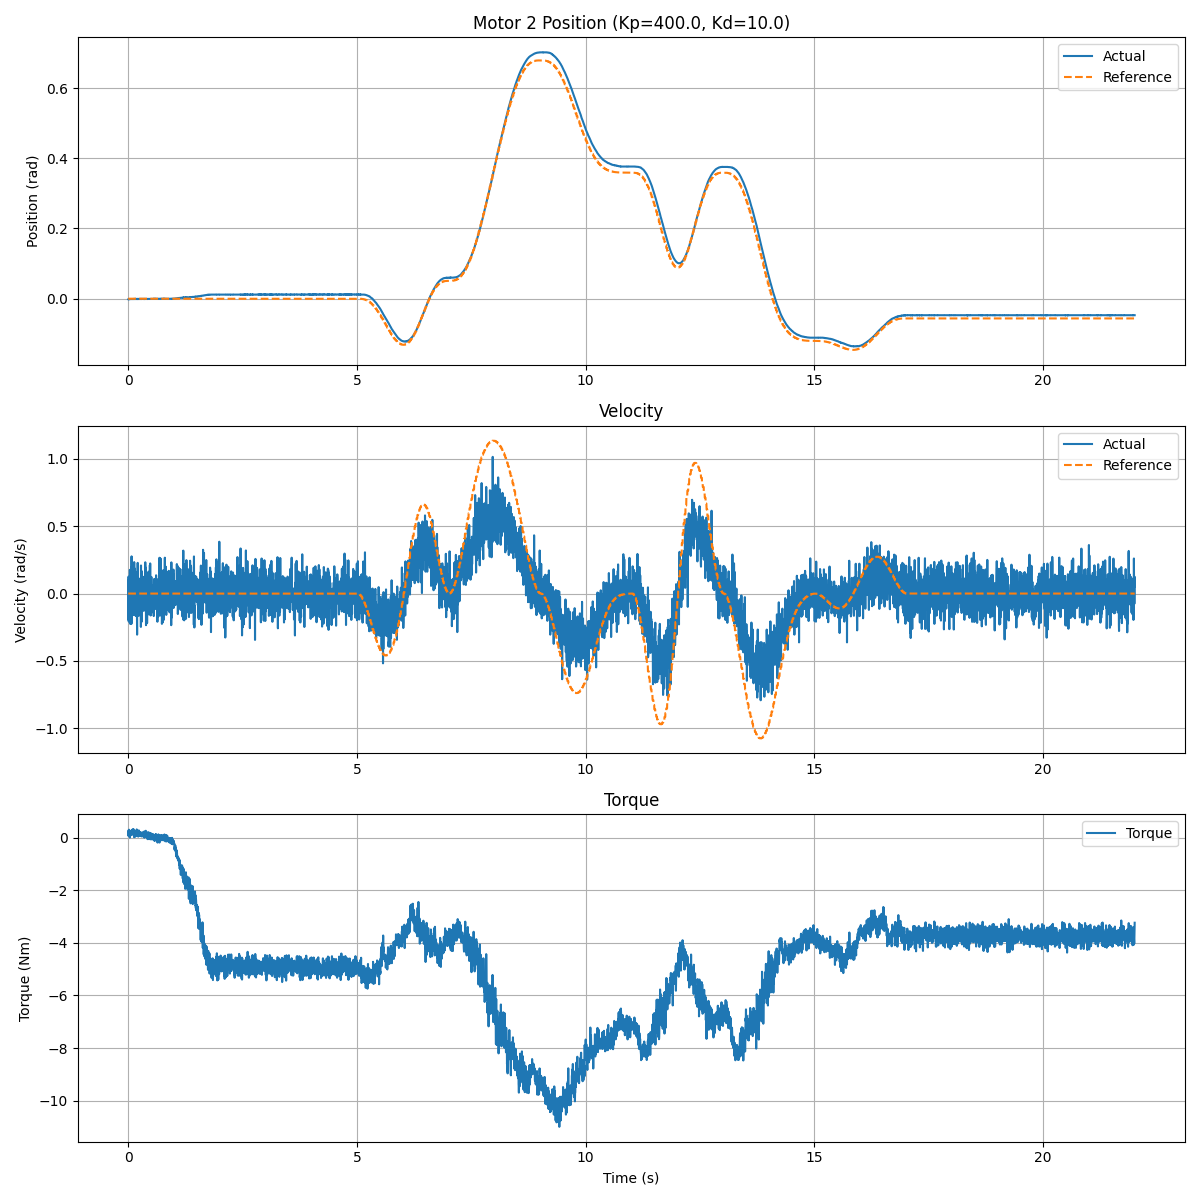 Motor 2 Position (Kp=400.0, Kd=10.0)
Actual
Reference
Position (rad)
0.6
0.4
0.2
0.0
0 5 10 15 20
Velocity
Actual
Reference
Velocity (rad/s)
1.0
0.5
0.0
−0.5
−1.0
0 5 10 15 20
Torque
Torque
Torque (Nm)
0
−2
−4
−6
−8
−10
0 5 10 15 20
Time (s)